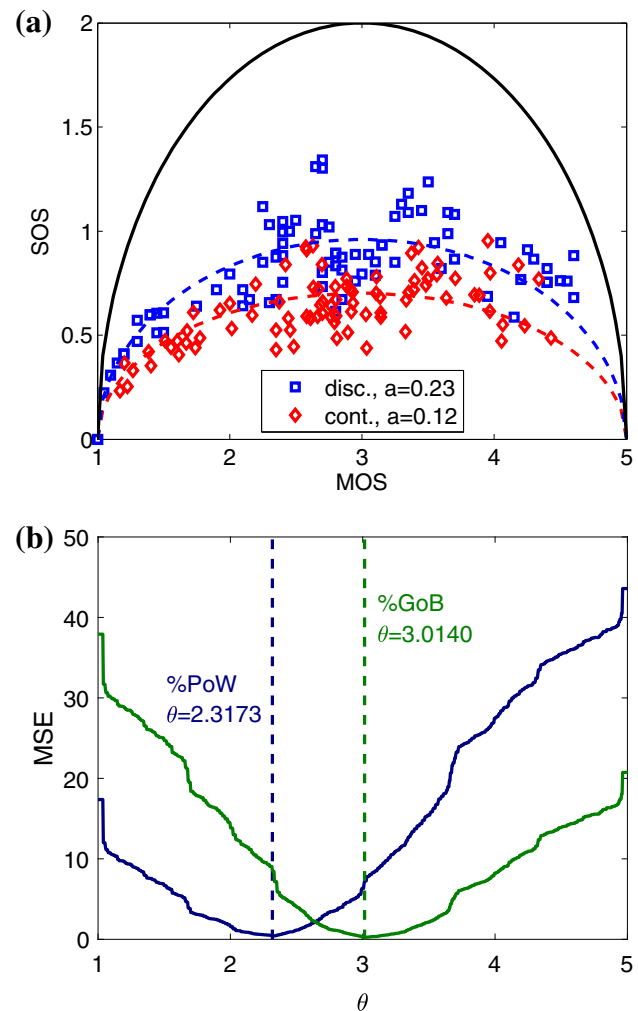 (a)
2
1.5
1
0.5
0
SOS
disc., a=0.23
cont., a=0.12
1 2 3 4 5
MOS
(b)
50
40
30
20
10
0
MSE
%GoB
θ=3.0140
%PoW
θ=2.3173
1 2 3 4 5
θ